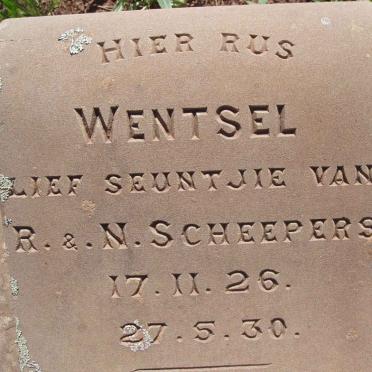 HIER RUS
WENTSEL
LIEF SEUNTJIE VAN
R. &. N. SCHEEPERS
17.11.26.
27.5.30.